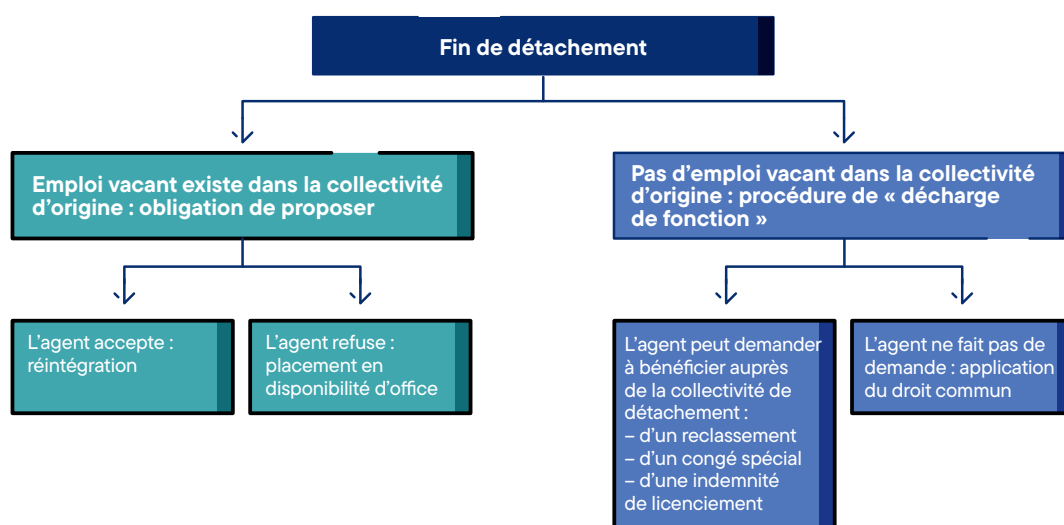 Fin de détachement
Emploi vacant existe dans la collectivité
d’origine : obligation de proposer
Pas d’emploi vacant dans la collectivité
d’origine : procédure de « décharge
de fonction »
L’agent accepte :
réintégration
L’agent refuse :
placement en
disponibilité d’office
L’agent peut demander
à bénéficier auprès
de la collectivité de
détachement :
– d’un reclassement
– d’un congé spécial
– d’une indemnité
de licenciement
L’agent ne fait pas de
demande : application
du droit commun